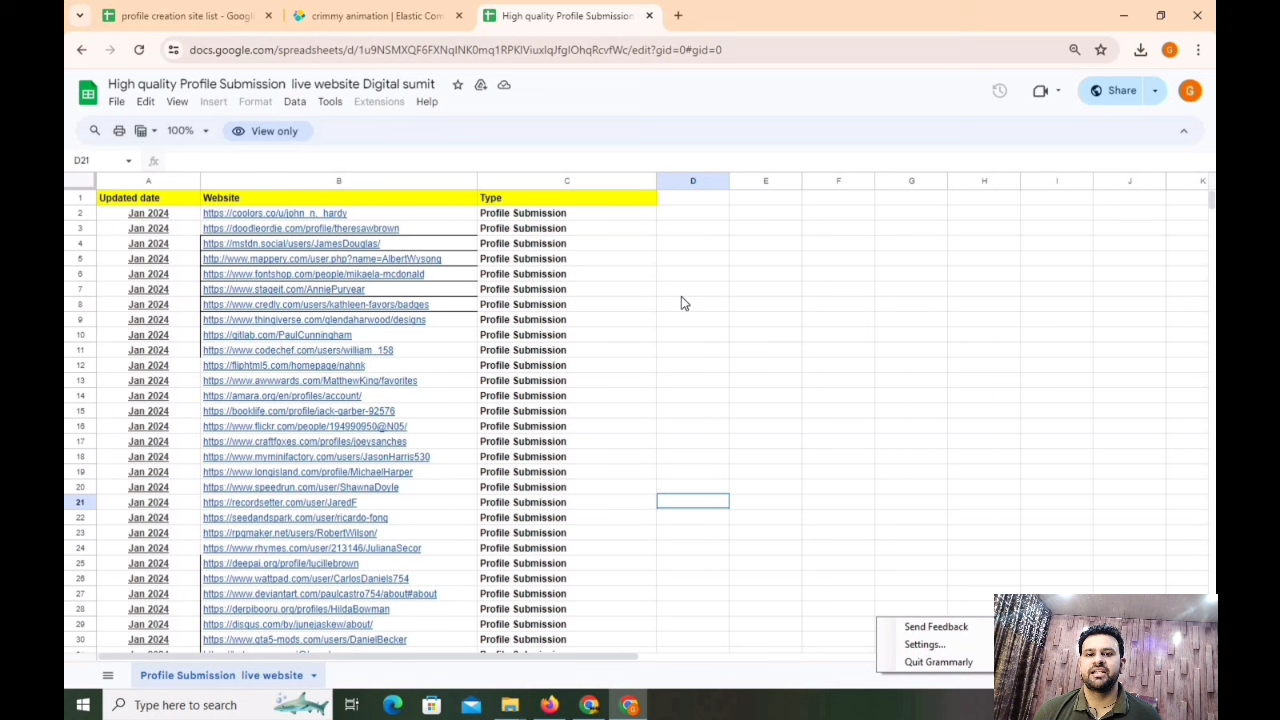 profile creation site list - Googl
crimmy animation | Elastic Com
High quality Profile Submission
docs.google.com/spreadsheets/d/1u9NSMXQF6FXNqINK0mq1RPKlViuxlqJfglOhqRcvfWc/edit?gid=0#gid=0
High quality Profile Submission live website Digital sumit
File Edit View Insert Format Data Tools Extensions Help
Share
G
100%
View only
D21
fx
A B C D E F G H I J K
1 Updated date Website Type
2 Jan 2024 https://coolors.co/u/john_n._hardy Profile Submission
3 Jan 2024 https://doodleordie.com/profile/theresawbrown Profile Submission
4 Jan 2024 https://mstdn.social/users/JamesDouglas/ Profile Submission
5 Jan 2024 http://www.mappery.com/user.php?name=AlbertWysong Profile Submission
6 Jan 2024 https://www.fontshop.com/people/mikaela-mcdonald Profile Submission
7 Jan 2024 https://www.stageit.com/AnniePuryear Profile Submission
8 Jan 2024 https://www.credly.com/users/kathleen-favors/badges Profile Submission
9 Jan 2024 https://www.thingiverse.com/glendaharwood/designs Profile Submission
10 Jan 2024 https://gitlab.com/PaulCunningham Profile Submission
11 Jan 2024 https://www.codechef.com/users/william_158 Profile Submission
12 Jan 2024 https://fliphtml5.com/homepage/nahnk Profile Submission
13 Jan 2024 https://www.awwwards.com/MatthewKing/favorites Profile Submission
14 Jan 2024 https://amara.org/en/profiles/account/ Profile Submission
15 Jan 2024 https://booklife.com/profile/jack-garber-92576 Profile Submission
16 Jan 2024 https://www.flickr.com/people/194990950@N05/ Profile Submission
17 Jan 2024 https://www.craftfoxes.com/profiles/joeysanches Profile Submission
18 Jan 2024 https://www.myminifactory.com/users/JasonHarris530 Profile Submission
19 Jan 2024 https://www.longisland.com/profile/MichaelHarper Profile Submission
20 Jan 2024 https://www.speedrun.com/user/ShawnaDoyle Profile Submission
21 Jan 2024 https://recordsetter.com/user/JaredF Profile Submission
22 Jan 2024 https://seedandspark.com/user/ricardo-fong Profile Submission
23 Jan 2024 https://rpgmaker.net/users/RobertWilson/ Profile Submission
24 Jan 2024 https://www.rhymes.com/user/213146/JulianaSecor Profile Submission
25 Jan 2024 https://deepai.org/profile/lucillebrown Profile Submission
26 Jan 2024 https://www.wattpad.com/user/CarlosDaniels754 Profile Submission
27 Jan 2024 https://www.deviantart.com/paulcastro754/about#about Profile Submission
28 Jan 2024 https://derpibooru.org/profiles/HildaBowman Profile Submission
29 Jan 2024 https://disqus.com/by/junejaskew/about/ Profile Submission
30 Jan 2024 https://www.gta5-mods.com/users/DanielBecker Profile Submission
Send Feedback
Settings...
Quit Grammarly
Profile Submission live website
Type here to search